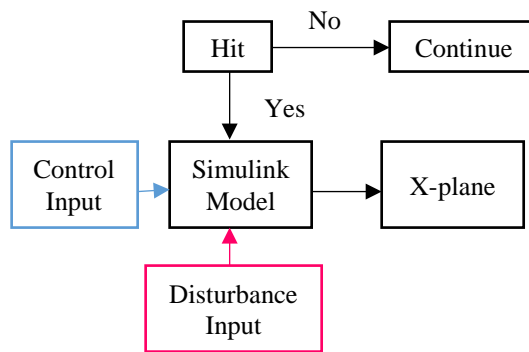 No
Hit
Continue
Yes
Control
Input
Simulink
Model
X-plane
Disturbance
Input